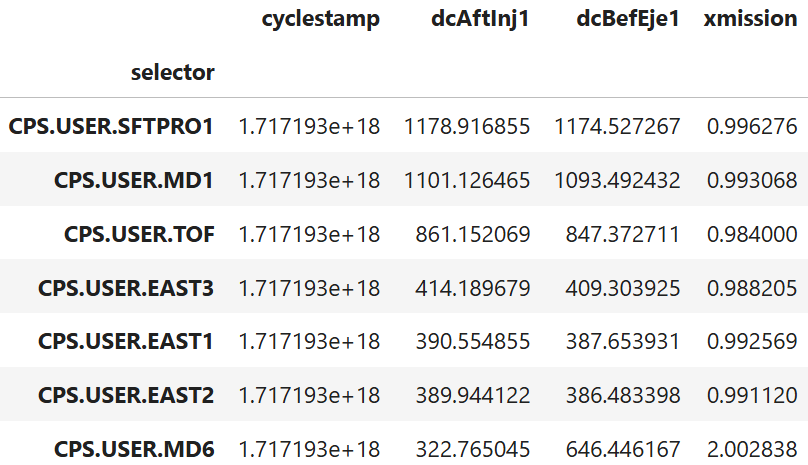 cyclestamp dcAftInj1 dcBefEje1 xmission
selector
CPS.USER.SFTPRO1 1.717193e+18 1178.916855 1174.527267 0.996276
CPS.USER.MD1 1.717193e+18 1101.126465 1093.492432 0.993068
CPS.USER.TOF 1.717193e+18 861.152069 847.372711 0.984000
CPS.USER.EAST3 1.717193e+18 414.189679 409.303925 0.988205
CPS.USER.EAST1 1.717193e+18 390.554855 387.653931 0.992569
CPS.USER.EAST2 1.717193e+18 389.944122 386.483398 0.991120
CPS.USER.MD6 1.717193e+18 322.765045 646.446167 2.002838